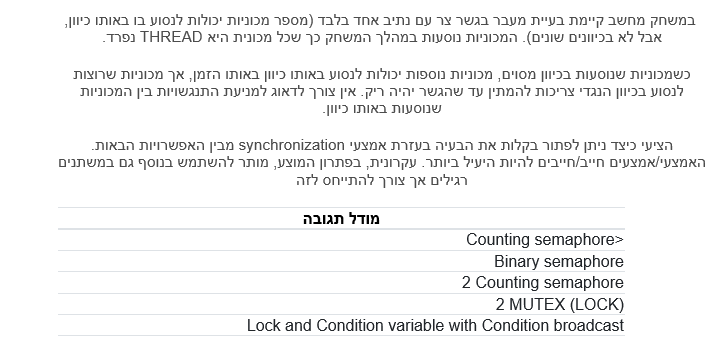 במשחק מחשב קיימת בעיית מעבר בגשר צר עם נתיב אחד בלבד (מספר מכוניות יכולות לנסוע בו באותו כיוון,
אבל לא בכיוונים שונים). המכוניות נוסעות במהלך המשחק כך שכל מכונית היא THREAD נפרד.
כשמכוניות שנוסעות בכיוון מסוים, מכוניות נוספות יכולות לנסוע באותו כיוון באותו הזמן, אך מכוניות שרוצות
לנסוע בכיוון הנגדי צריכות להמתין עד שהגשר יהיה ריק. אין צורך לדאוג למניעת התנגשויות בין המכוניות
שנוסעות באותו כיוון.
הציעי כיצד ניתן לפתור בקלות את הבעיה בעזרת אמצעי synchronization מבין האפשרויות הבאות.
האמצעי/אמצעים חייב/חייבים להיות היעיל ביותר. עקרונית, בפתרון המוצע, מותר להשתמש בנוסף גם במשתנים
רגילים אך צורך להתייחס לזה
מודל תגובה
Counting semaphore>
Binary semaphore
2 Counting semaphore
2 MUTEX (LOCK)
Lock and Condition variable with Condition broadcast